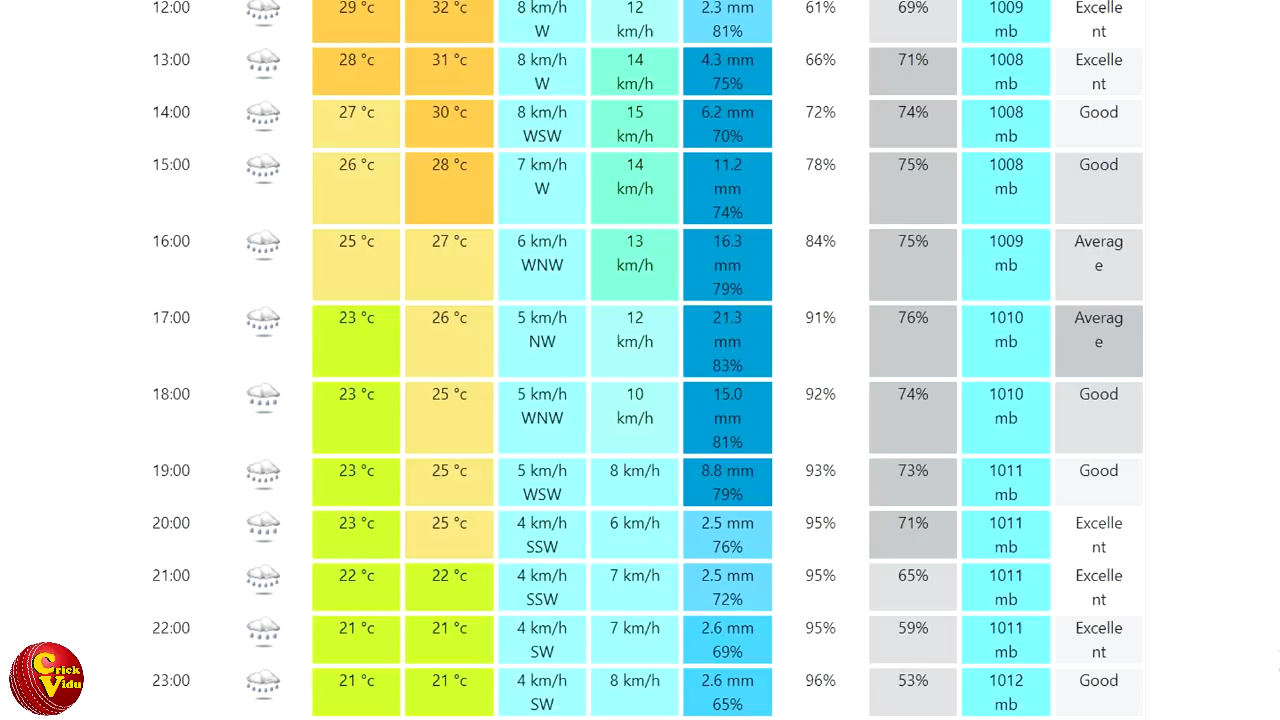 12:00 29 °c 32 °c 8 km/h 12 2.3 mm 61% 69% 1009 Excelle
W km/h 81% mb nt
13:00 28 °c 31 °c 8 km/h 14 4.3 mm 66% 71% 1008 Excelle
W km/h 75% mb nt
14:00 27 °c 30 °c 8 km/h 15 6.2 mm 72% 74% 1008 Good
WSW km/h 70% mb
15:00 26 °c 28 °c 7 km/h 14 11.2 78% 75% 1008 Good
W km/h mm mb
74%
16:00 25 °c 27 °c 6 km/h 13 16.3 84% 75% 1009 Averag
WNW km/h mm mb e
79%
17:00 23 °c 26 °c 5 km/h 12 21.3 91% 76% 1010 Averag
NW km/h mm mb e
83%
18:00 23 °c 25 °c 5 km/h 10 15.0 92% 74% 1010 Good
WNW km/h mm mb
81%
19:00 23 °c 25 °c 5 km/h 8 km/h 8.8 mm 93% 73% 1011 Good
WSW 79% mb
20:00 23 °c 25 °c 4 km/h 6 km/h 2.5 mm 95% 71% 1011 Excelle
SSW 76% mb nt
21:00 22 °c 22 °c 4 km/h 7 km/h 2.5 mm 95% 65% 1011 Excelle
SSW 72% mb nt
22:00 21 °c 21 °c 4 km/h 7 km/h 2.6 mm 95% 59% 1011 Excelle
SW 69% mb nt
23:00 21 °c 21 °c 4 km/h 8 km/h 2.6 mm 96% 53% 1012 Good
SW 65% mb
Crick
Vidu